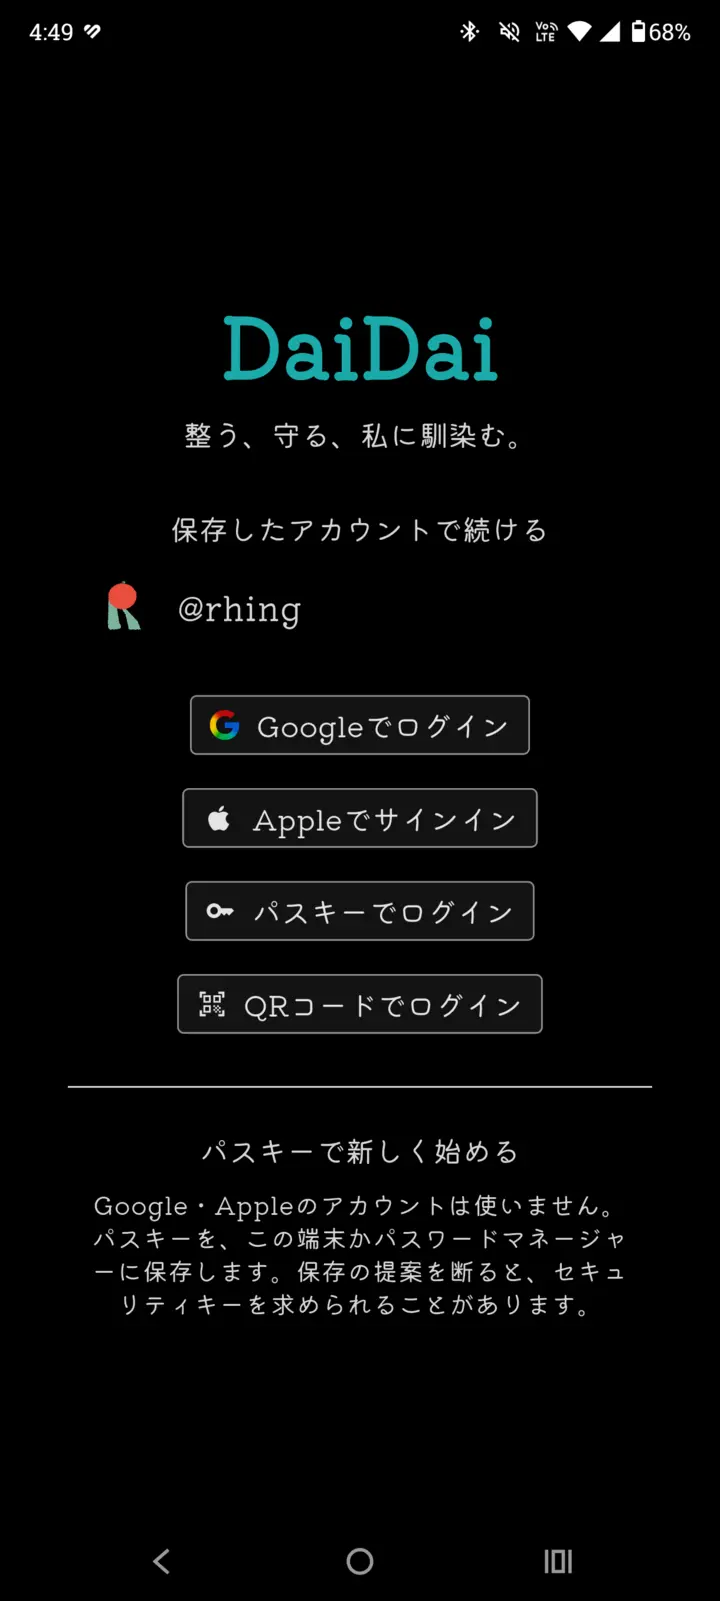 4:49
VoLTE
68%
DaiDai
整う、守る、私に馴染む。
保存したアカウントで続ける
@rhing
Googleでログイン
Appleでサインイン
パスキーでログイン
QRコードでログイン
パスキーで新しく始める
Google・Appleのアカウントは使いません。
パスキーを、この端末かパスワードマネージャ
ーに保存します。保存の提案を断ると、セキュ
リティキーを求められることがあります。